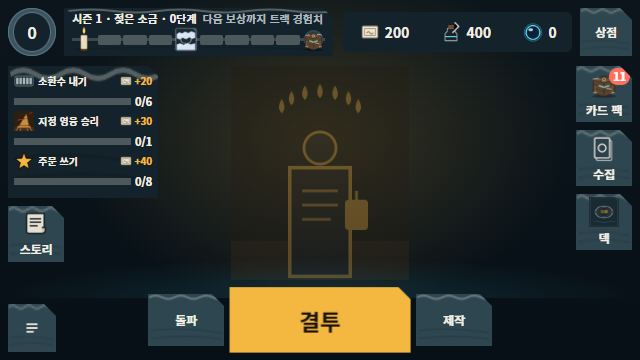 0
시즌 1 · 젖은 소금 · 0단계 다음 보상까지 트랙 경험치
200
400
0
상점
소환수 내기 +20
0/6
지정 영웅 승리 +30
0/1
주문 쓰기 +40
0/8
11
카드 팩
수집
덱
스토리
돌파
결투
제작